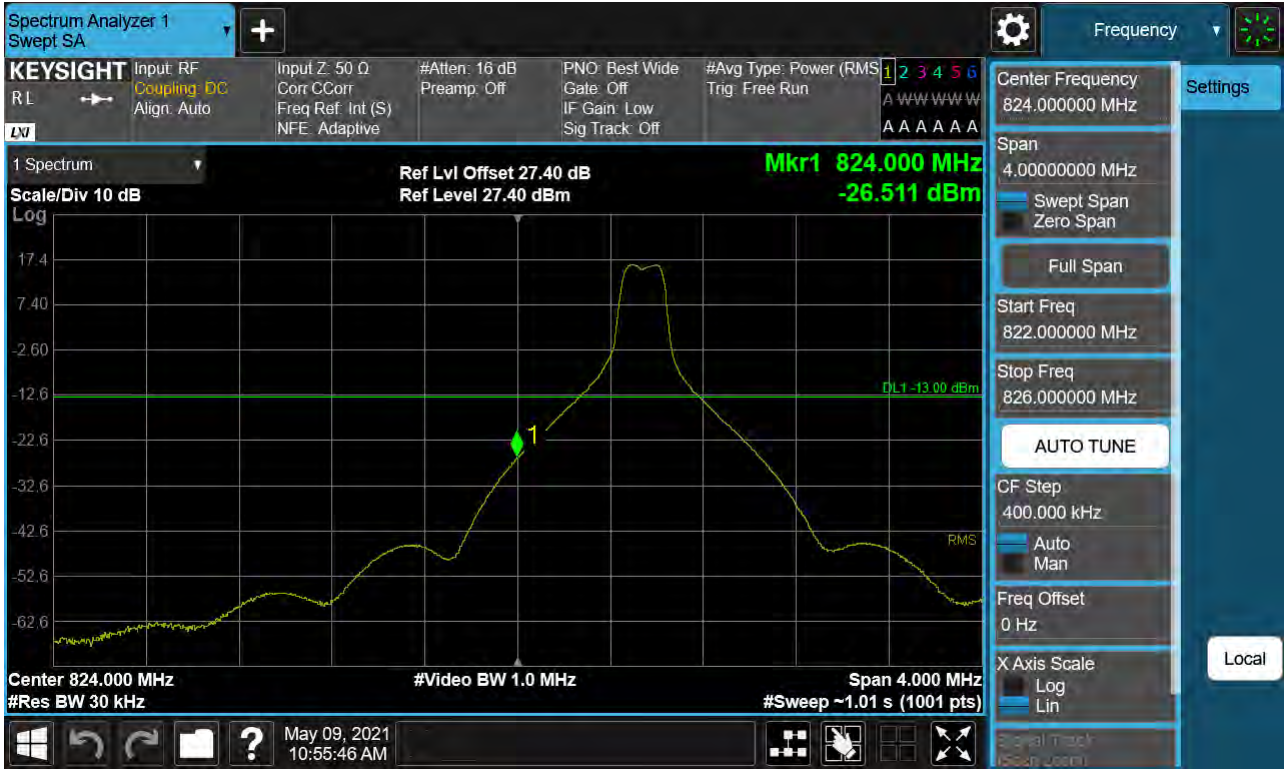 Spectrum Analyzer 1
Swept SA
Frequency
KEYSIGHT
R L
LXI
Input: RF
Coupling: DC
Align: Auto
Input Z: 50 Ω
Corr CCorr
Freq Ref: Int (S)
NFE: Adaptive
#Atten: 16 dB
Preamp: Off
PNO: Best Wide
Gate: Off
IF Gain: Low
Sig Track: Off
#Avg Type: Power (RMS
Trig: Free Run
1 2 3 4 5 6
A W W W W W
A A A A A A
1 Spectrum
Scale/Div 10 dB
Log
Ref Lvl Offset 27.40 dB
Ref Level 27.40 dBm
Mkr1 824.000 MHz
-26.511 dBm
17.4
7.40
-2.60
-12.6
-22.6
-32.6
-42.6
-52.6
-62.6
DL1 -13.00 dBm
1
RMS
Center 824.000 MHz
#Video BW 1.0 MHz
Span 4.000 MHz
#Res BW 30 kHz
#Sweep ~1.01 s (1001 pts)
Center Frequency
824.000000 MHz
Settings
Span
4.00000000 MHz
Swept Span
Zero Span
Full Span
Start Freq
822.000000 MHz
Stop Freq
826.000000 MHz
AUTO TUNE
CF Step
400.000 kHz
Auto
Man
Freq Offset
0 Hz
X Axis Scale
Log
Lin
Local
Signal Track
(Span Zoom)
?
May 09, 2021
10:55:46 AM